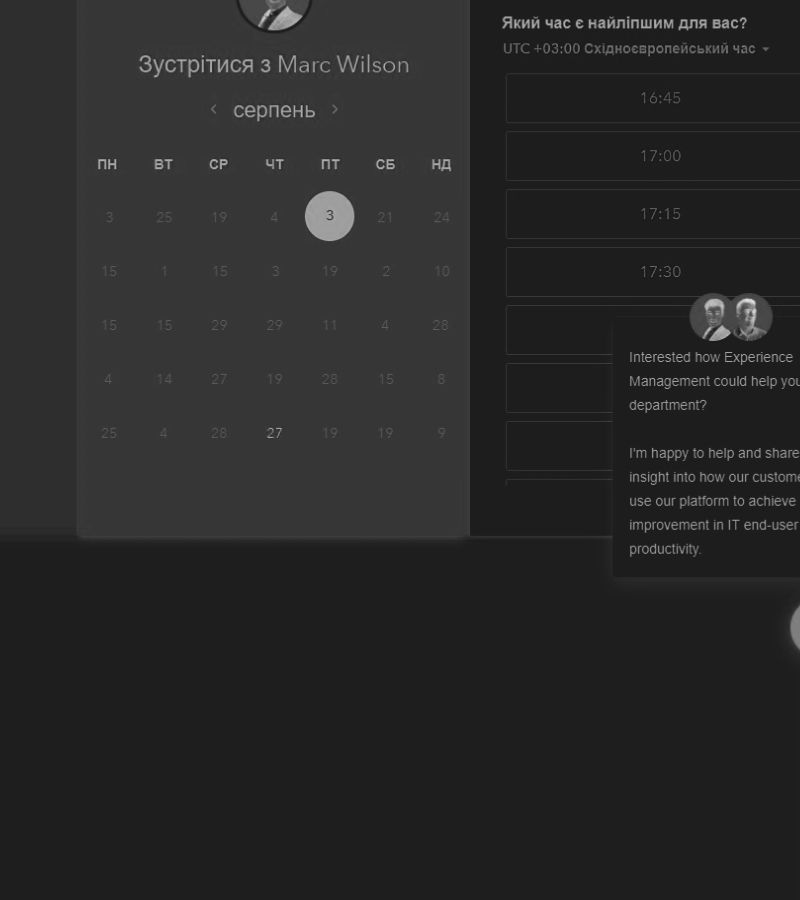 Зустрітися з Marc Wilson
серпень
ПН ВТ СР ЧТ ПТ СБ НД
3 25 19 4 3 21 24
15 1 15 3 19 2 10
15 15 29 29 11 4 28
4 14 27 19 28 15 8
25 4 28 27 19 19 9
Який час є найліпшим для вас?
UTC +03:00 Східноєвропейський час
16:45
17:00
17:15
17:30
Interested how Experience
Management could help you
department?
I'm happy to help and share
insight into how our custome
use our platform to achieve
improvement in IT end-user
productivity.